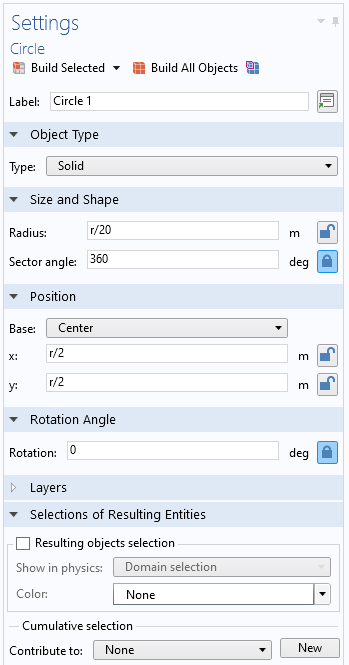 Settings
Circle
Build Selected Build All Objects
Label: Circle 1
Object Type
Type: Solid
Size and Shape
Radius: r/20 m
Sector angle: 360 deg
Position
Base: Center
x: r/2 m
y: r/2 m
Rotation Angle
Rotation: 0 deg
Layers
Selections of Resulting Entities
Resulting objects selection
Show in physics: Domain selection
Color: None
Cumulative selection
Contribute to: None New